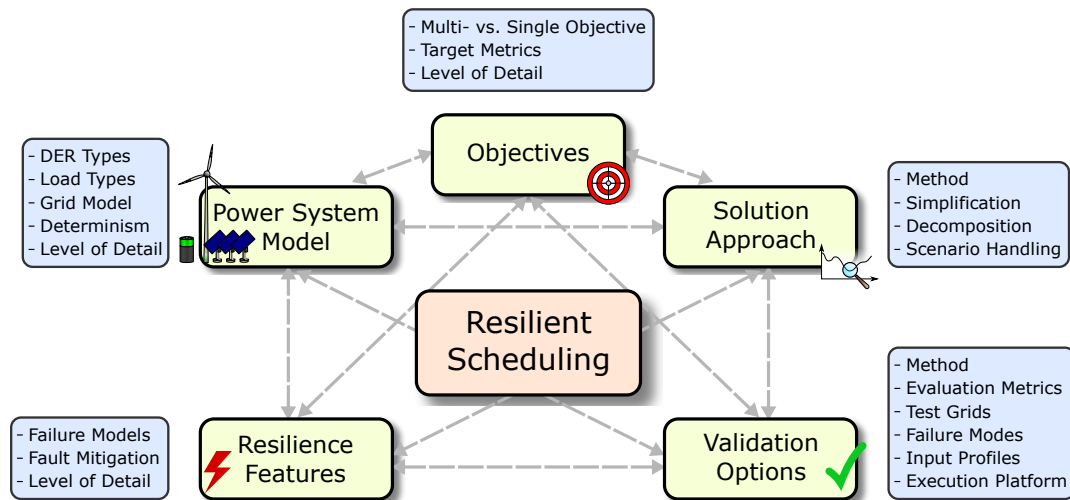 - Multi- vs. Single Objective
- Target Metrics
- Level of Detail
Objectives
- DER Types
- Load Types
- Grid Model
- Determinism
- Level of Detail
Power System
Model
Solution
Approach
- Method
- Simplification
- Decomposition
- Scenario Handling
Resilient
Scheduling
- Failure Models
- Fault Mitigation
- Level of Detail
Resilience
Features
Validation
Options
- Method
- Evaluation Metrics
- Test Grids
- Failure Modes
- Input Profiles
- Execution Platform